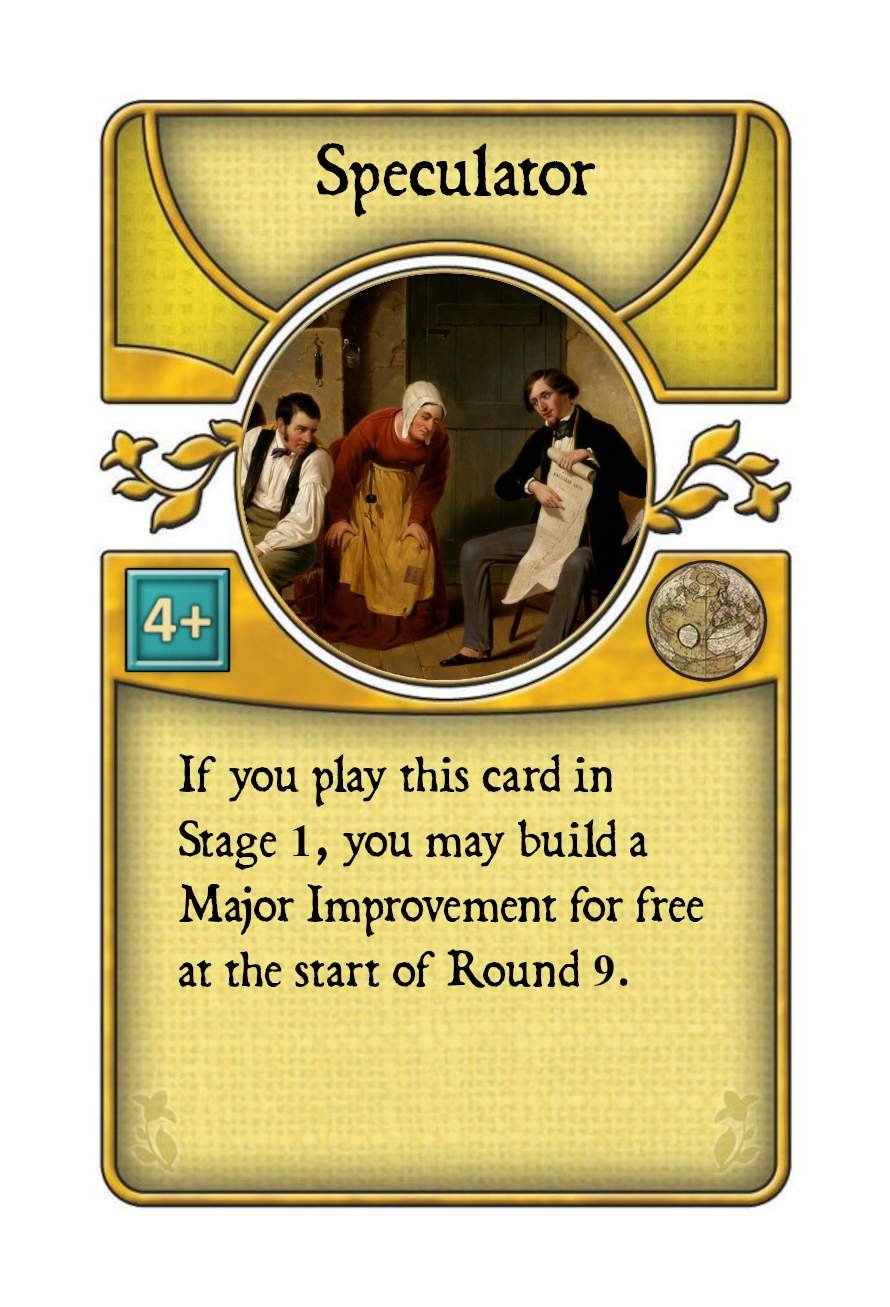 Speculator
4+
If you play this card in
Stage 1, you may build a
Major Improvement for free
at the start of Round 9.